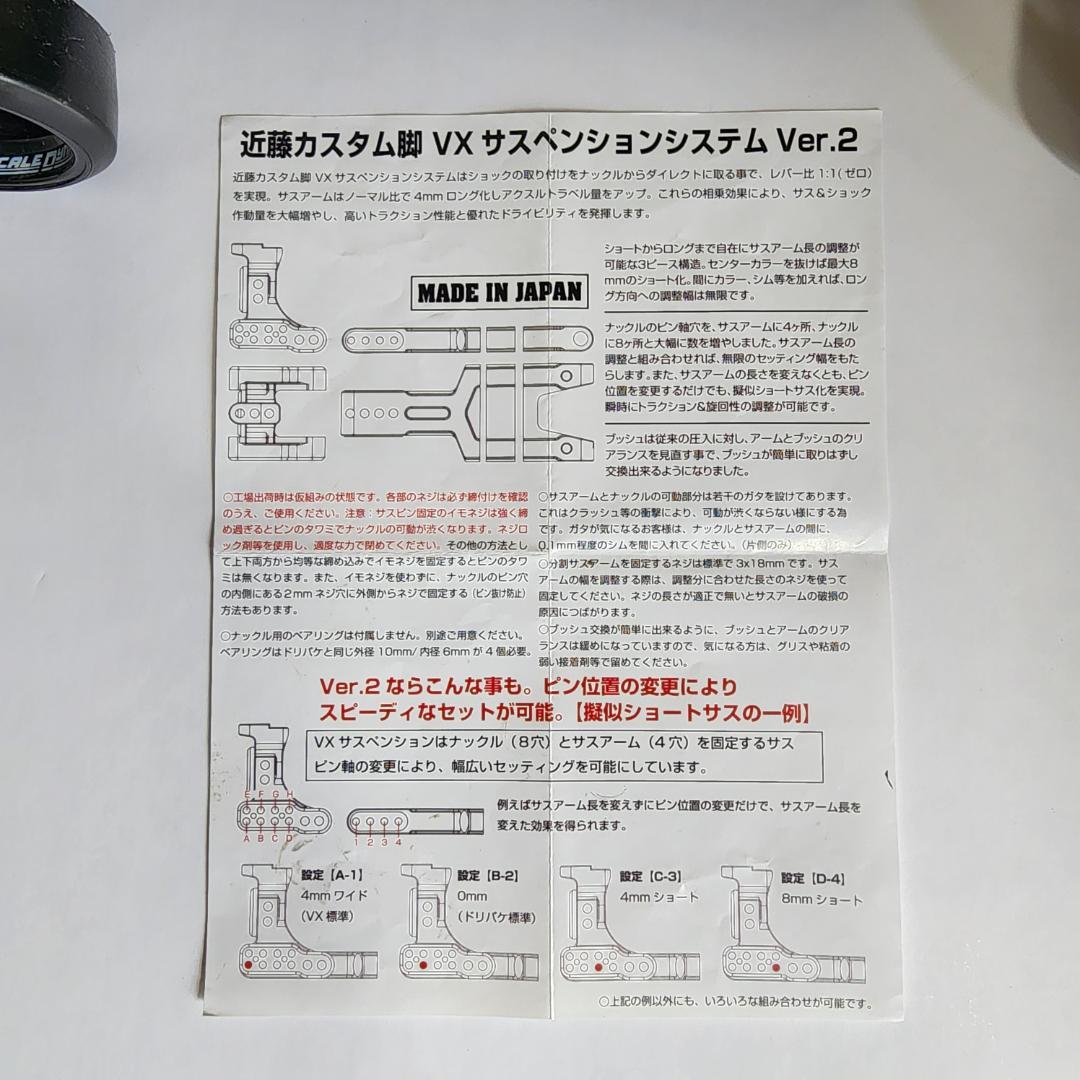 CALE DYN
近藤カスタム脚 VX サスペンションシステム Ver.2
近藤カスタム脚 VX サスペンションシステムはショックの取り付けをナックルからダイレクトに取る事で、レバー比 1:1(ゼロ)
を実現。サスアームはノーマル比で 4mm ロング化しアクスルトラベル量をアップ。これらの相乗効果により、サス&ショック
作動量を大幅増やし、高いトラクション性能と優れたドライビリティを発揮します。
MADE IN JAPAN
ショートからロングまで自在にサスアーム長の調整が
可能な3ピース構造。センターカラーを抜けば最大8
mmのショート化。間にカラー、シム等を加えれば、ロン
グ方向への調整幅は無限です。
ナックルのピン軸穴を、サスアームに4ヶ所、ナックル
に8ヶ所と大幅に数を増やしました。サスアーム長の
調整と組み合わせれば、無限のセッティング幅をもた
らします。また、サスアームの長さを変えなくとも、ピン
位置を変更するだけでも、擬似ショートサス化を実現。
瞬時にトラクション&旋回性の調整が可能です。
ブッシュは従来の圧入に対し、アームとブッシュのクリ
アランスを見直す事で、ブッシュが簡単に取りはずし
交換出来るようになりました。
○工場出荷時は仮組みの状態です。各部のネジは必ず締付けを確認
のうえ、ご使用ください。注意:サスピン固定のイモネジは強く締
め過ぎるとピンのタワミでナックルの可動が渋くなります。ネジロ
ック剤等を使用し、適度な力で閉めてください。その他の方法とし
て上下両方から均等な締め込みでイモネジを固定するとピンのタワ
ミは無くなります。また、イモネジを使わずに、ナックルのピン穴
の内側にある2mm ネジ穴に外側からネジで固定する(ピン抜け防止)
方法もあります。
○ナックル用のベアリングは付属しません。別途ご用意ください。
ベアリングはドリパケと同じ外径 10mm/ 内径 6mm が 4 個必要。
○サスアームとナックルの可動部分は若干のガタを設けてあります。
これはクラッシュ等の衝撃により、可動が渋くならない様にする為
です。ガタが気になるお客様は、ナックルとサスアームの間に、
0.1mm程度のシムを間に入れてください。(片側のみ)
○分割サスアームを固定するネジは標準で 3x18mm です。サス
アームの幅を調整する際は、調整分に合わせた長さのネジを使って
固定してください。ネジの長さが適正で無いとサスアームの破損の
原因につながります。
○ブッシュ交換が簡単に出来るように、ブッシュとアームのクリア
ランスは緩めになっていますので、気になる方は、グリスや粘着の
弱い接着剤等で留めてください。
Ver.2 ならこんな事も。ピン位置の変更により
スピーディなセットが可能。【擬似ショートサスの一例】
VX サスペンションはナックル(8穴)とサスアーム(4 穴)を固定するサス
ピン軸の変更により、幅広いセッティングを可能にしています。
E F G H
A B C D
1 2 3 4
例えばサスアーム長を変えずにピン位置の変更だけで、サスアーム長を
変えた効果を得られます。
設定【A-1】
4mm ワイド
(VX 標準)
設定【B-2】
0mm
(ドリパケ標準)
設定【C-3】
4mm ショート
設定【D-4】
8mm ショート
○上記の例以外にも、いろいろな組み合わせが可能です。